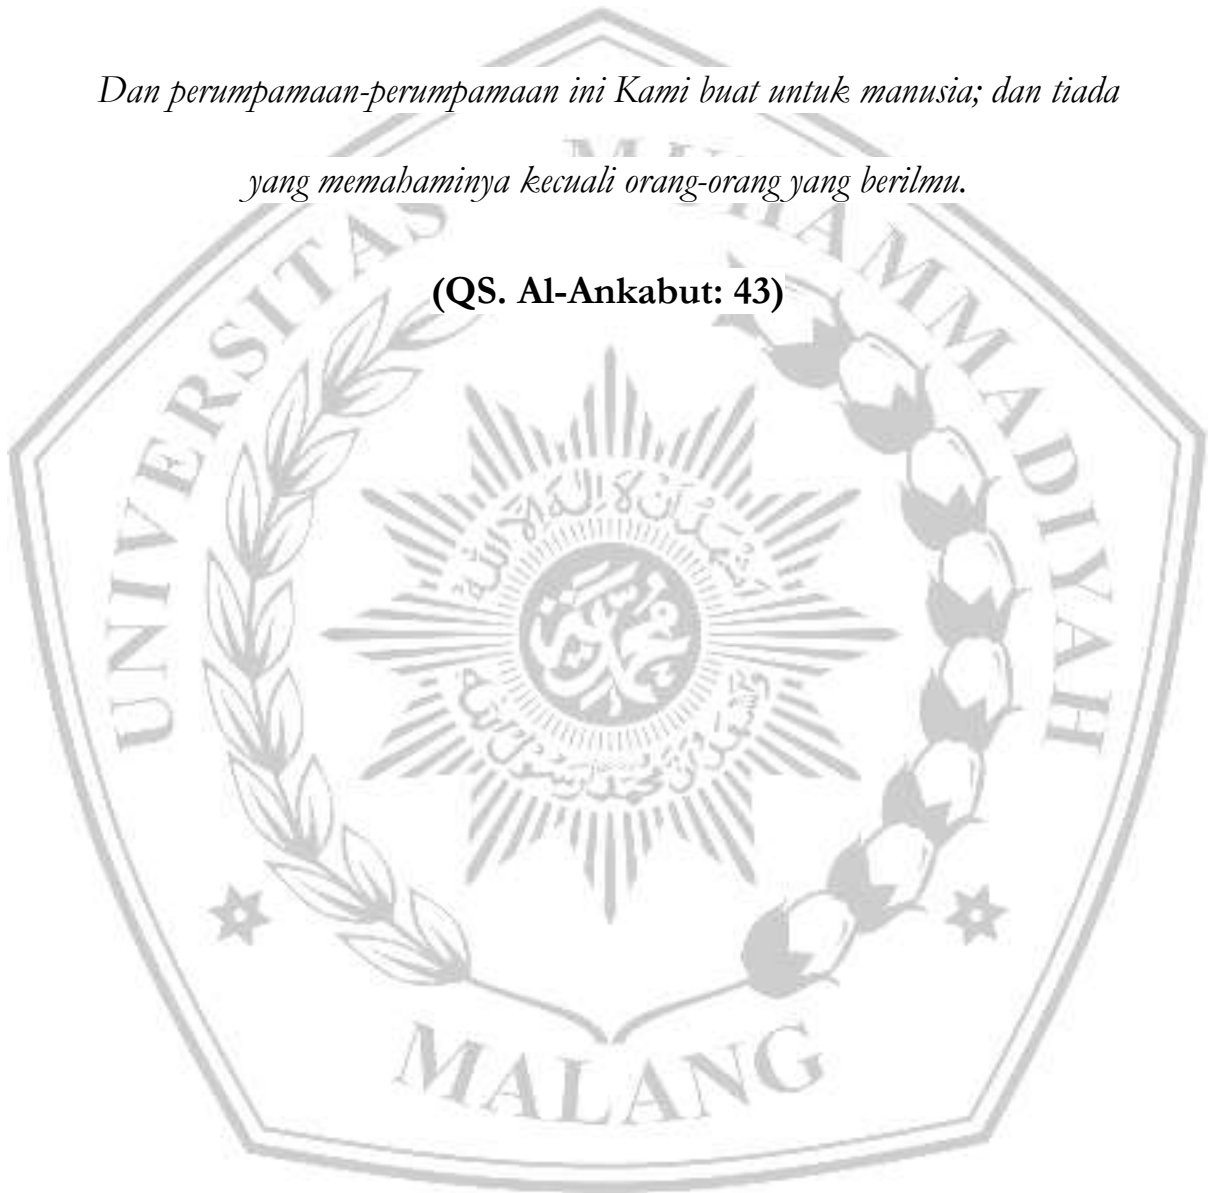 Dan perumpamaan-perumpamaan ini Kami buat untuk manusia; dan tiada
yang memahaminya kecuali orang-orang yang berilmu.
(QS. Al-Ankabut: 43)
UNIVERSITAS MUHAMMADIYAH
MALANG